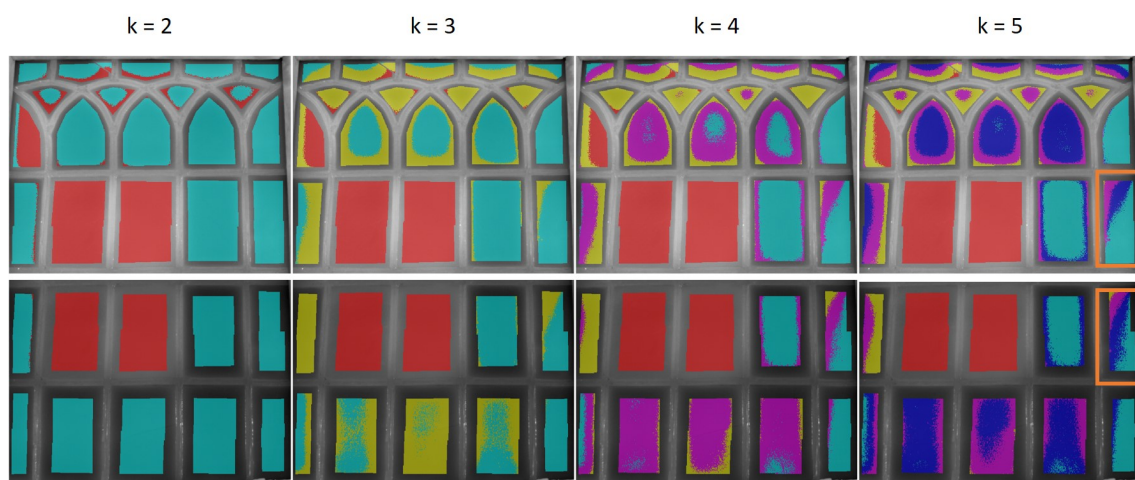 k = 2 k = 3 k = 4 k = 5